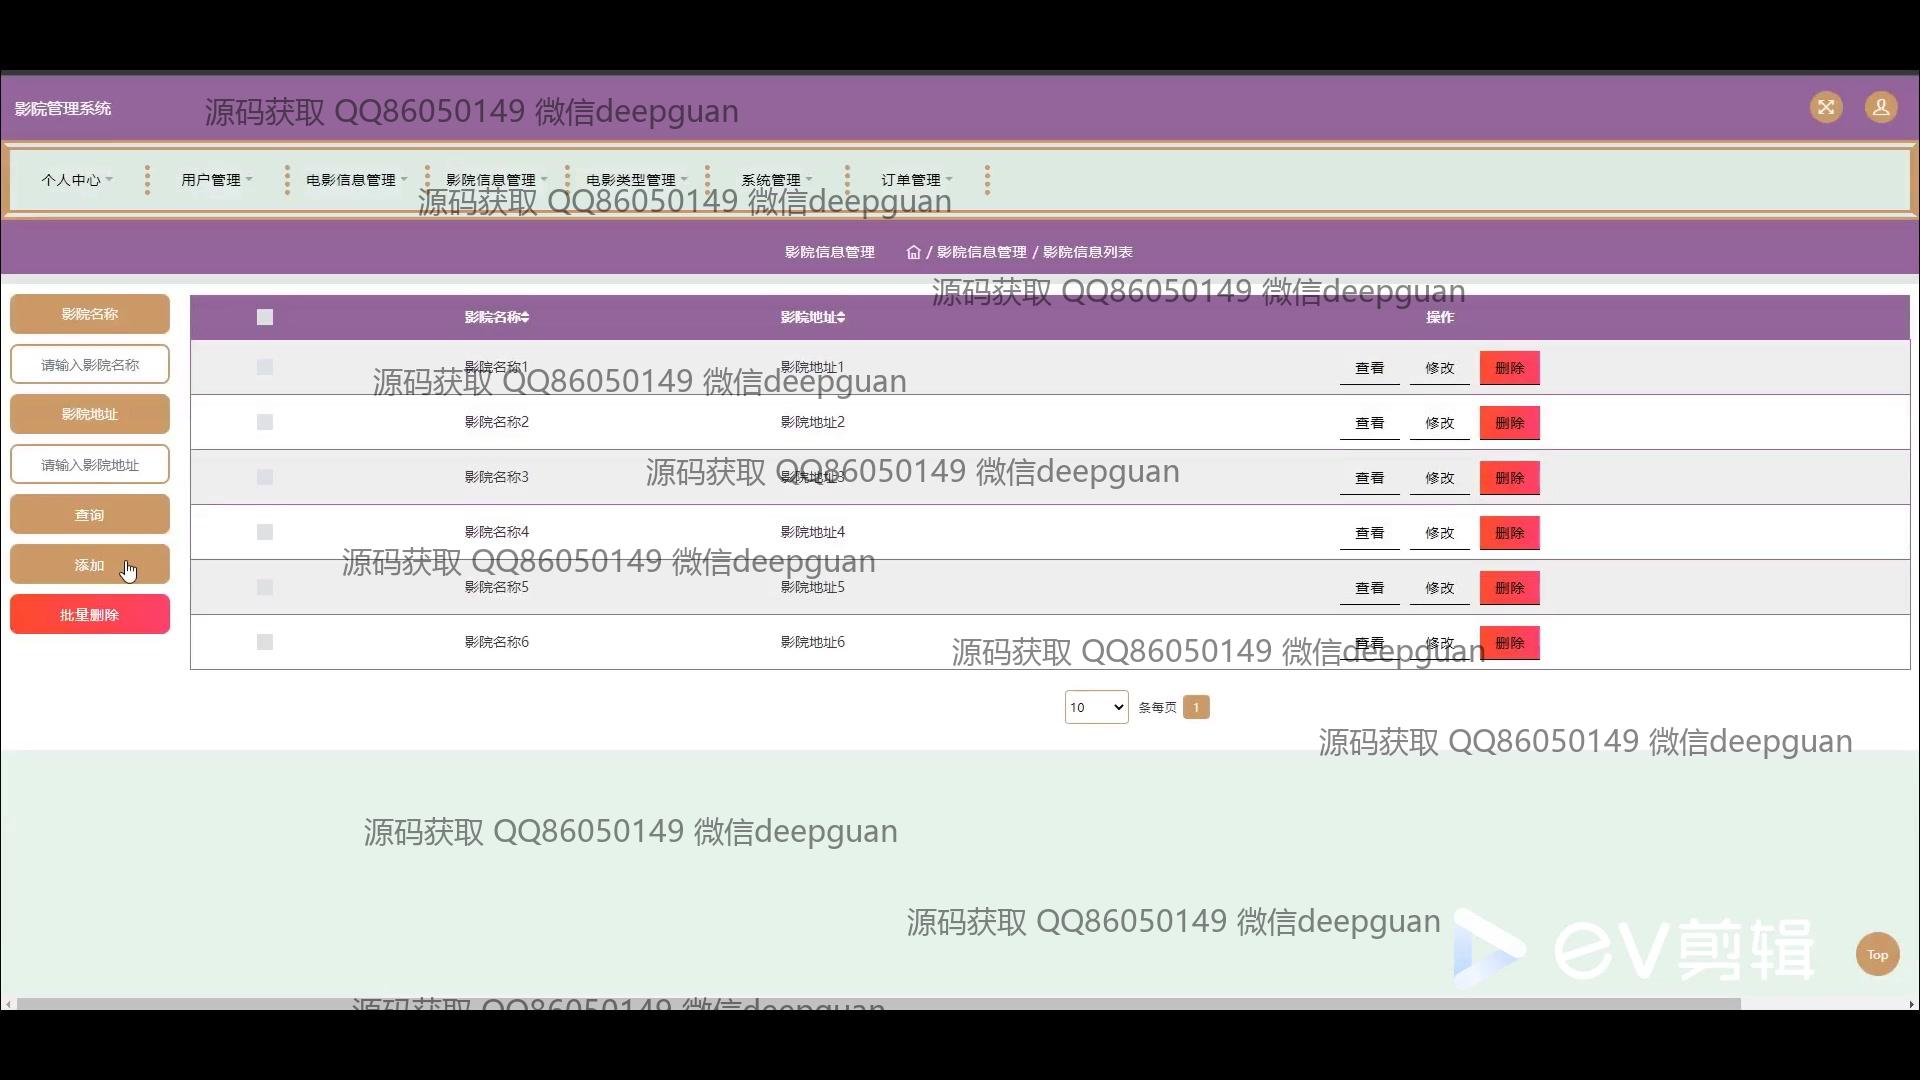 影院管理系统
源码获取 QQ86050149 微信deepguan
个人中心 用户管理 电影信息管理 影院信息管理 电影类型管理 系统管理 订单管理
源码获取 QQ86050149 微信deepguan
影院信息管理 / 影院信息管理 / 影院信息列表
源码获取 QQ86050149 微信deepguan
影院名称
请输入影院名称
影院地址
请输入影院地址
查询
添加
批量删除
影院名称 影院地址 操作
影院名称1 影院地址1 查看 修改 删除
源码获取 QQ86050149 微信deepguan
影院名称2 影院地址2 查看 修改 删除
源码获取 QQ86050149 微信deepguan
影院名称3 影院地址3 查看 修改 删除
影院名称4 影院地址4 查看 修改 删除
源码获取 QQ86050149 微信deepguan
影院名称5 影院地址5 查看 修改 删除
影院名称6 影院地址6 查看 修改 删除
源码获取 QQ86050149 微信deepguan
10 条每页 1
源码获取 QQ86050149 微信deepguan
源码获取 QQ86050149 微信deepguan
源码获取 QQ86050149 微信deepguan
eV剪辑
Top
源码获取 QQ86050149 微信deepguan